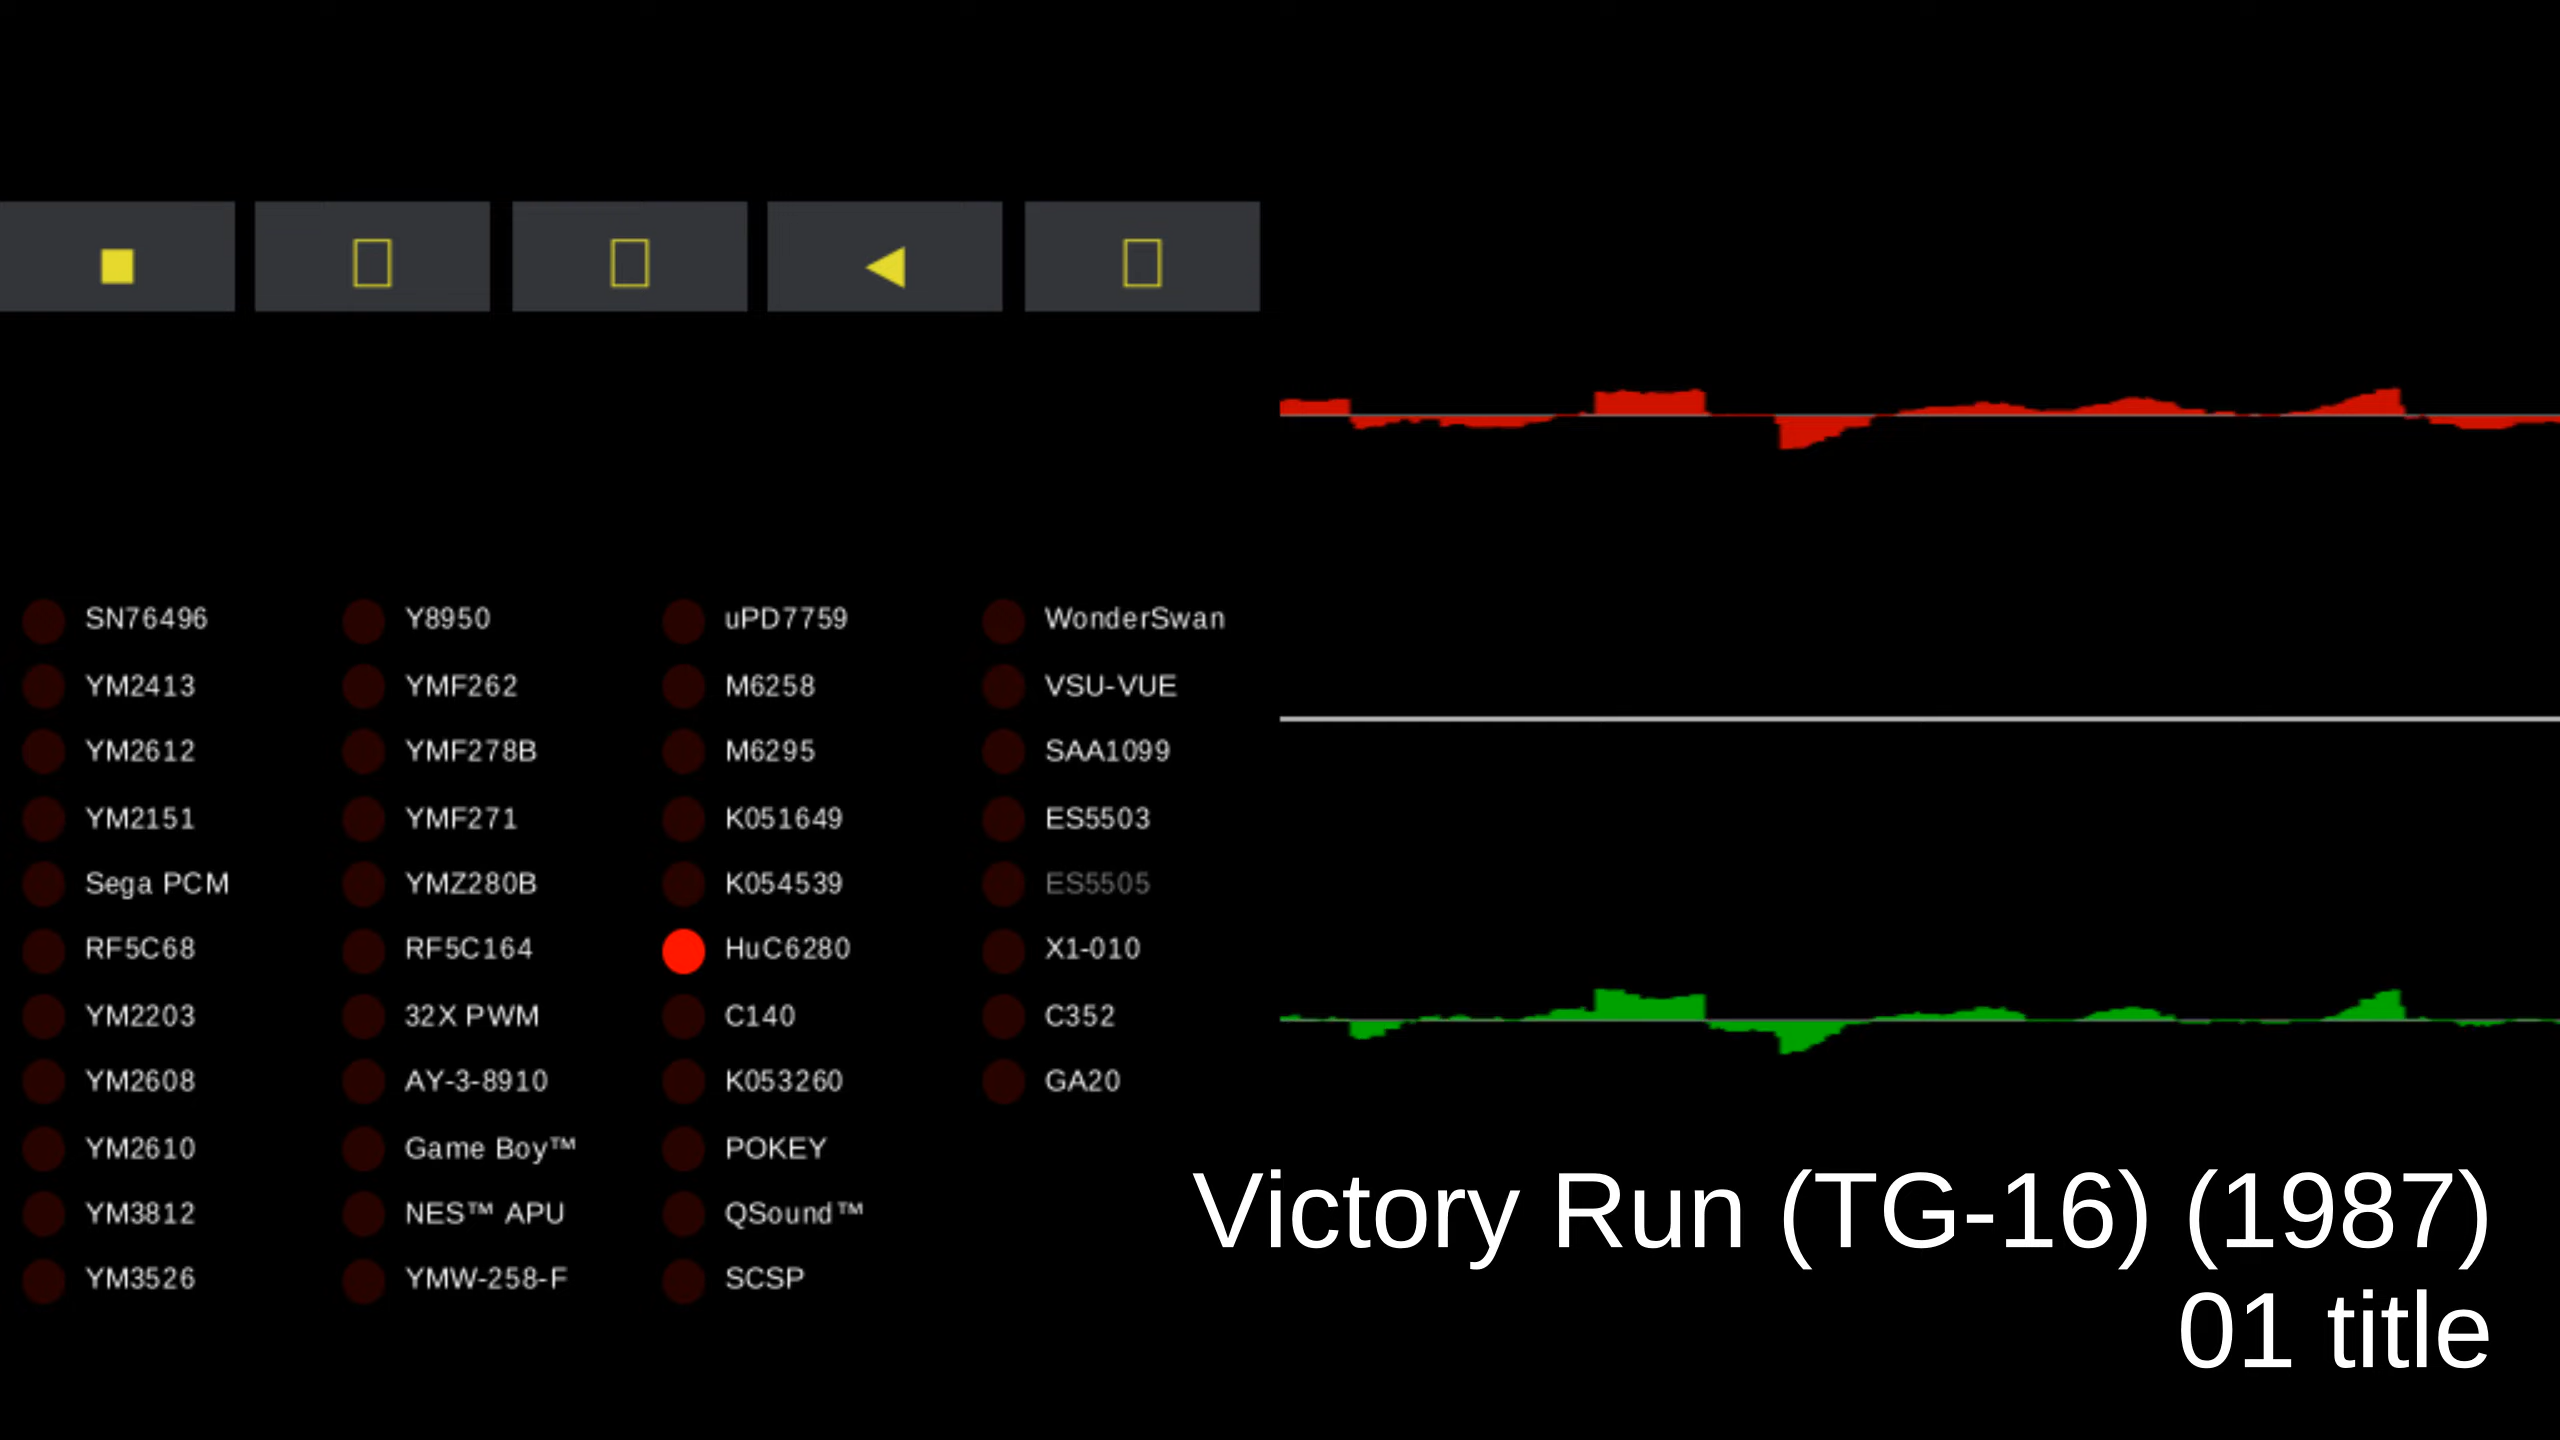 SN76496
YM2413
YM2612
YM2151
Sega PCM
RF5C68
YM2203
YM2608
YM2610
YM3812
YM3526
Y8950
YMF262
YMF278B
YMF271
YMZ280B
RF5C164
32X PWM
AY-3-8910
Game Boy™
NES™ APU
YMW-258-F
uPD7759
M6258
M6295
K051649
K054539
HuC6280
C140
K053260
POKEY
QSound™
SCSP
WonderSwan
VSU-VUE
SAA1099
ES5503
ES5505
X1-010
C352
GA20
Victory Run (TG-16) (1987)
01 title